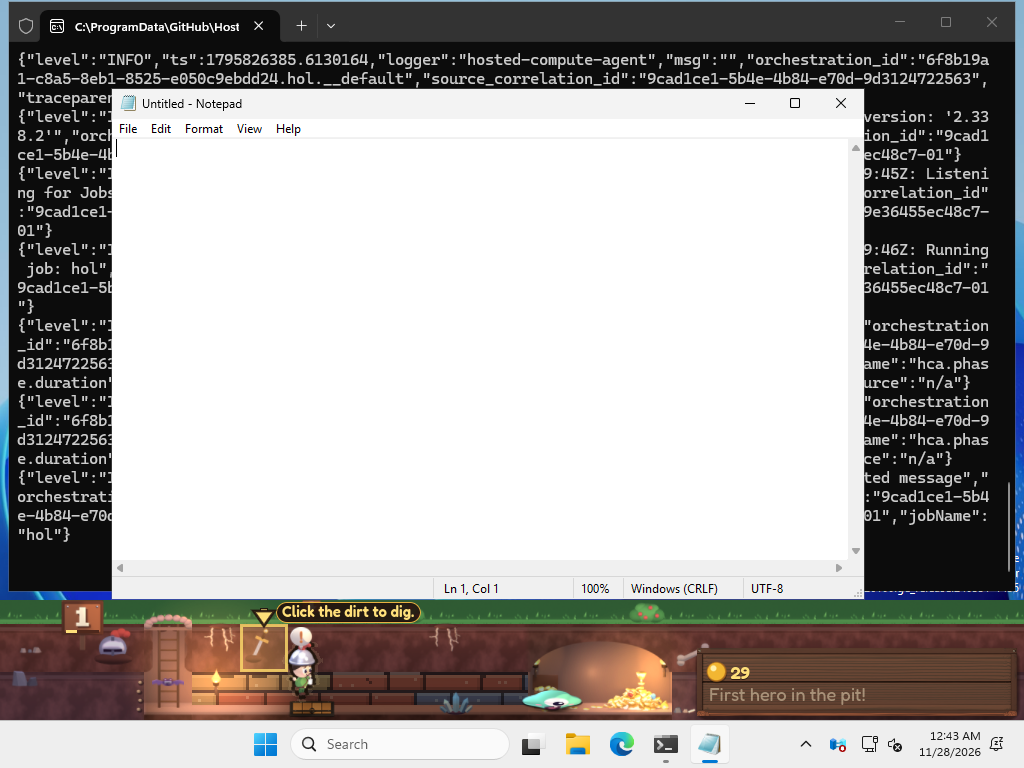 C:\ProgramData\GitHub\Host
{"level":"INFO","ts":1795826385.6130164,"logger":"hosted-compute-agent","msg":"","orchestration_id":"6f8b19a
1-c8a5-8eb1-8525-e050c9ebdd24.hol.__default","source_correlation_id":"9cad1ce1-5b4e-4b84-e70d-9d3124722563",
"traceparen
{"level":"I version: '2.33
8.2'","orch ion_id":"9cad1
ce1-5b4e-4b ec48c7-01"}
{"level":"I 9:45Z: Listeni
ng for Jobs orrelation_id"
:"9cad1ce1- 9e36455ec48c7-
01"}
{"level":"I 9:46Z: Running
job: hol", relation_id":"
9cad1ce1-5b 36455ec48c7-01
"}
{"level":"I "orchestration
_id":"6f8b1 4e-4b84-e70d-9
d3124722563 ame":"hca.phas
e.duration" urce":"n/a"}
{"level":"I "orchestration
_id":"6f8b1 4e-4b84-e70d-9
d3124722563 ame":"hca.phas
e.duration" ce":"n/a"}
{"level":"I ted message","
orchestrati :"9cad1ce1-5b4
e-4b84-e70d 01","jobName":
"hol"}
Untitled - Notepad
File Edit Format View Help
Ln 1, Col 1 100% Windows (CRLF) UTF-8
1
Click the dirt to dig.
29
First hero in the pit!
Search
12:43 AM
11/28/2026